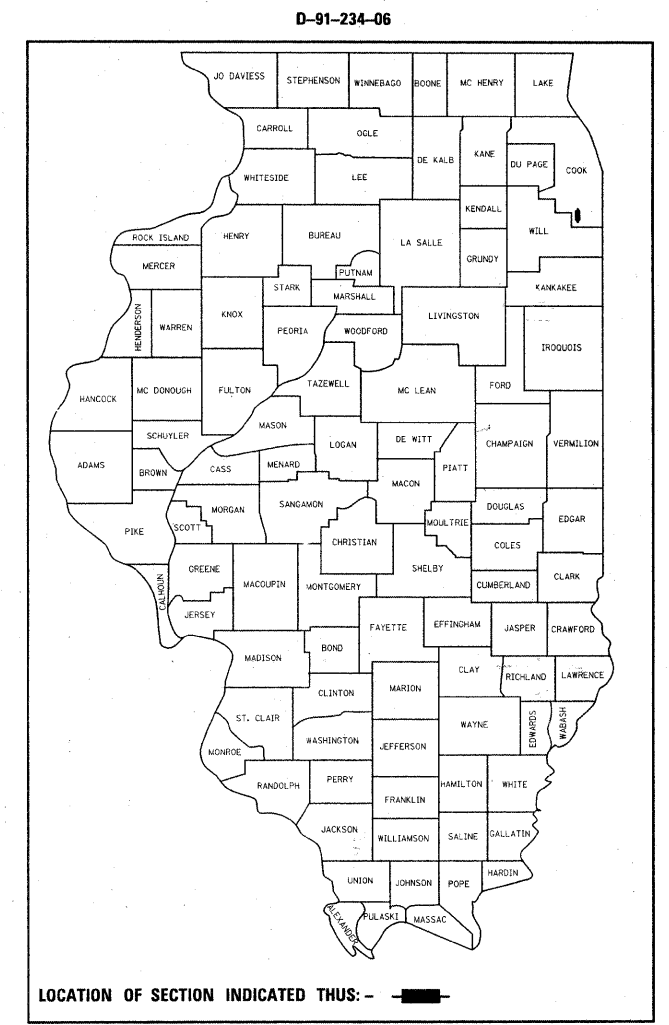 D-91-234-06
JO DAVIESS
STEPHENSON
WINNEBAGO
BOONE
MC HENRY
LAKE
CARROLL
OGLE
DE KALB
KANE
DU PAGE
COOK
WHITESIDE
LEE
KENDALL
WILL
ROCK ISLAND
HENRY
BUREAU
LA SALLE
GRUNDY
MERCER
PUTNAM
KANKAKEE
STARK
MARSHALL
HENDERSON
WARREN
KNOX
PEORIA
WOODFORD
LIVINGSTON
IROQUOIS
HANCOCK
MC DONOUGH
FULTON
TAZEWELL
MC LEAN
FORD
MASON
SCHUYLER
LOGAN
DE WITT
CHAMPAIGN
VERMILION
ADAMS
BROWN
CASS
MENARD
PIATT
MACON
PIKE
SCOTT
MORGAN
SANGAMON
CHRISTIAN
MOULTRIE
DOUGLAS
EDGAR
COLES
GREENE
MACOUPIN
MONTGOMERY
SHELBY
CUMBERLAND
CLARK
CALHOUN
JERSEY
FAYETTE
EFFINGHAM
JASPER
CRAWFORD
MADISON
BOND
CLAY
RICHLAND
LAWRENCE
CLINTON
MARION
ST. CLAIR
WAYNE
EDWARDS
WABASH
MONROE
WASHINGTON
JEFFERSON
RANDOLPH
PERRY
HAMILTON
WHITE
FRANKLIN
JACKSON
WILLIAMSON
SALINE
GALLATIN
UNION
JOHNSON
POPE
HARDIN
ALEXANDER
PULASKI
MASSAC
LOCATION OF SECTION INDICATED THUS: -